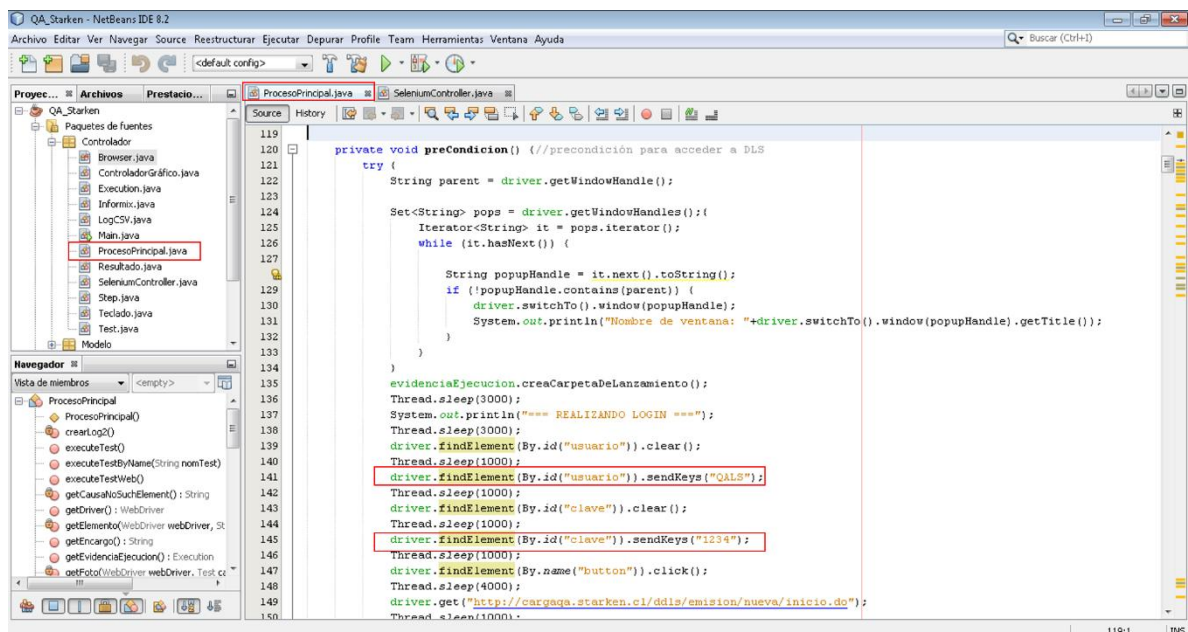 QA_Starken - NetBeans IDE 8.2
Archivo Editar Ver Navegar Source Reestructurar Ejecutar Depurar Profile Team Herramientas Ventana Ayuda
Buscar (Ctrl+I)
<default config>
Proyec... Archivos Prestacio...
ProcesoPrincipal.java SeleniumController.java
Source History
QA_Starken
Paquetes de fuentes
Controlador
Browser.java
ControladorGráfico.java
Execution.java
Informix.java
LogCSV.java
Main.java
ProcesoPrincipal.java
Resultado.java
SeleniumController.java
Step.java
Teclado.java
Test.java
Modelo
Navegador
Vista de miembros <empty>
ProcesoPrincipal
ProcesoPrincipal()
crearLog2()
executeTest()
executeTestByName(String nomTest)
executeTestWeb()
getCausaNoSuchElement() : String
getDriver() : WebDriver
getElemento(WebDriver webDriver, St
getEncargo() : String
getEvidenciaEjecucion() : Execution
getFoto(WebDriver webDriver, Test ca
119
120 private void preCondicion() {//precondición para acceder a DLS
121 try {
122 String parent = driver.getWindowHandle();
123
124 Set<String> pops = driver.getWindowHandles();{
125 Iterator<String> it = pops.iterator();
126 while (it.hasNext()) {
127
String popupHandle = it.next().toString();
129 if (!popupHandle.contains(parent)) {
130 driver.switchTo().window(popupHandle);
131 System.out.println("Nombre de ventana: "+driver.switchTo().window(popupHandle).getTitle());
132 }
133 }
134 }
135 evidenciaEjecucion.creaCarpetaDeLanzamiento();
136 Thread.sleep(3000);
137 System.out.println("=== REALIZANDO LOGIN ===");
138 Thread.sleep(3000);
139 driver.findElement(By.id("usuario")).clear();
140 Thread.sleep(1000);
141 driver.findElement(By.id("usuario")).sendKeys("QALS");
142 Thread.sleep(1000);
143 driver.findElement(By.id("clave")).clear();
144 Thread.sleep(1000);
145 driver.findElement(By.id("clave")).sendKeys("1234");
146 Thread.sleep(1000);
147 driver.findElement(By.name("button")).click();
148 Thread.sleep(4000);
149 driver.get("http://cargaqa.starken.cl/ddls/emision/nueva/inicio.do");
150 Thread.sleep(1000);
119:1 INS